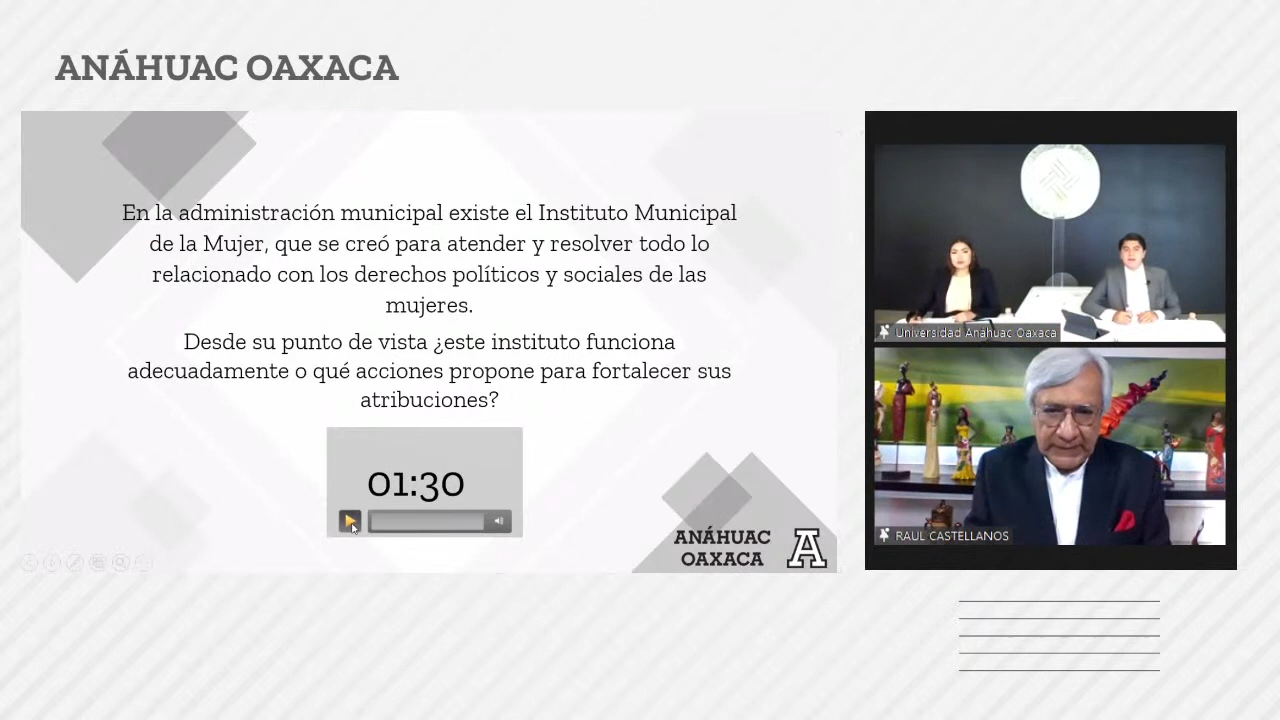 ANÁHUAC OAXACA
En la administración municipal existe el Instituto Municipal
de la Mujer, que se creó para atender y resolver todo lo
relacionado con los derechos políticos y sociales de las
mujeres.
Desde su punto de vista ¿este instituto funciona
adecuadamente o qué acciones propone para fortalecer sus
atribuciones?
01:30
ANÁHUAC
OAXACA
A
Universidad Anahuac Oaxaca
RAUL CASTELLANOS